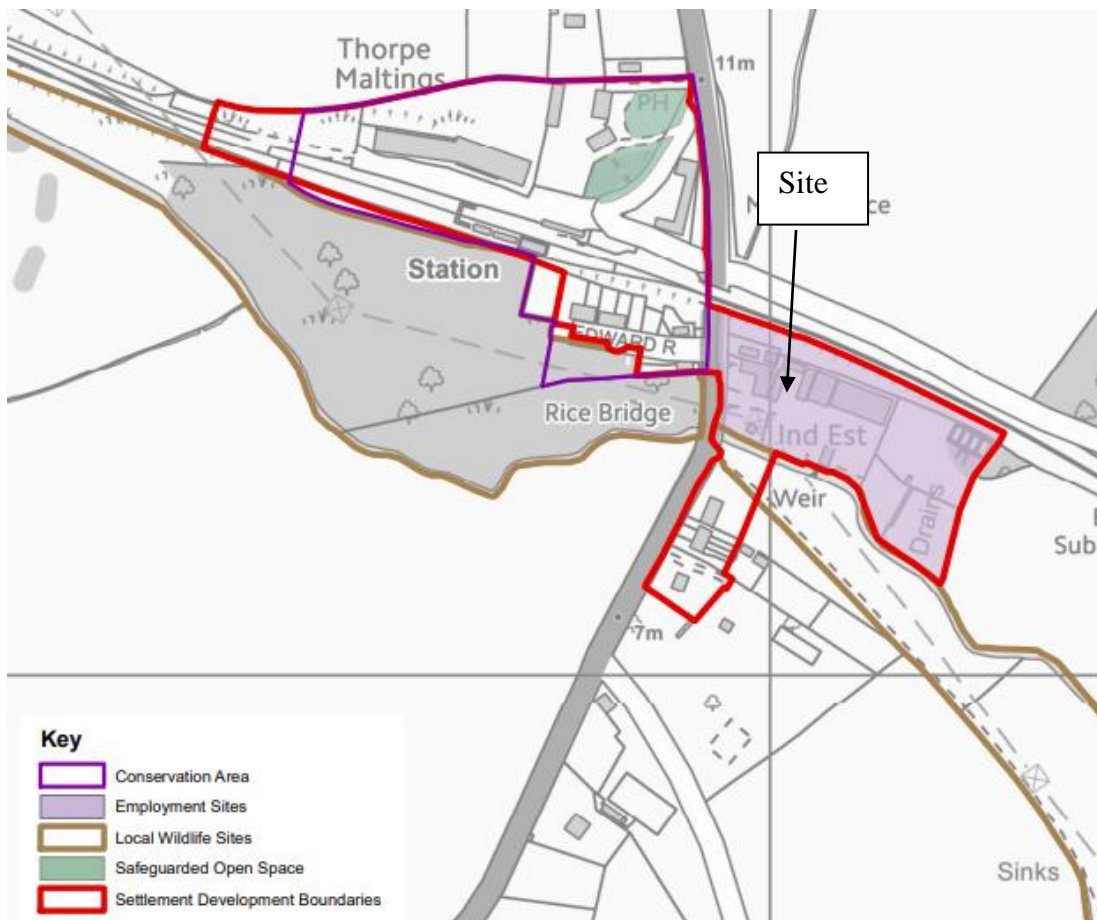 Thorpe
Maltings
11m
PH
Site
ce
Station
EDWARD R
Rice Bridge
Ind Est
Weir
Drains
Sub
7m
Sinks
Key
Conservation Area
Employment Sites
Local Wildlife Sites
Safeguarded Open Space
Settlement Development Boundaries